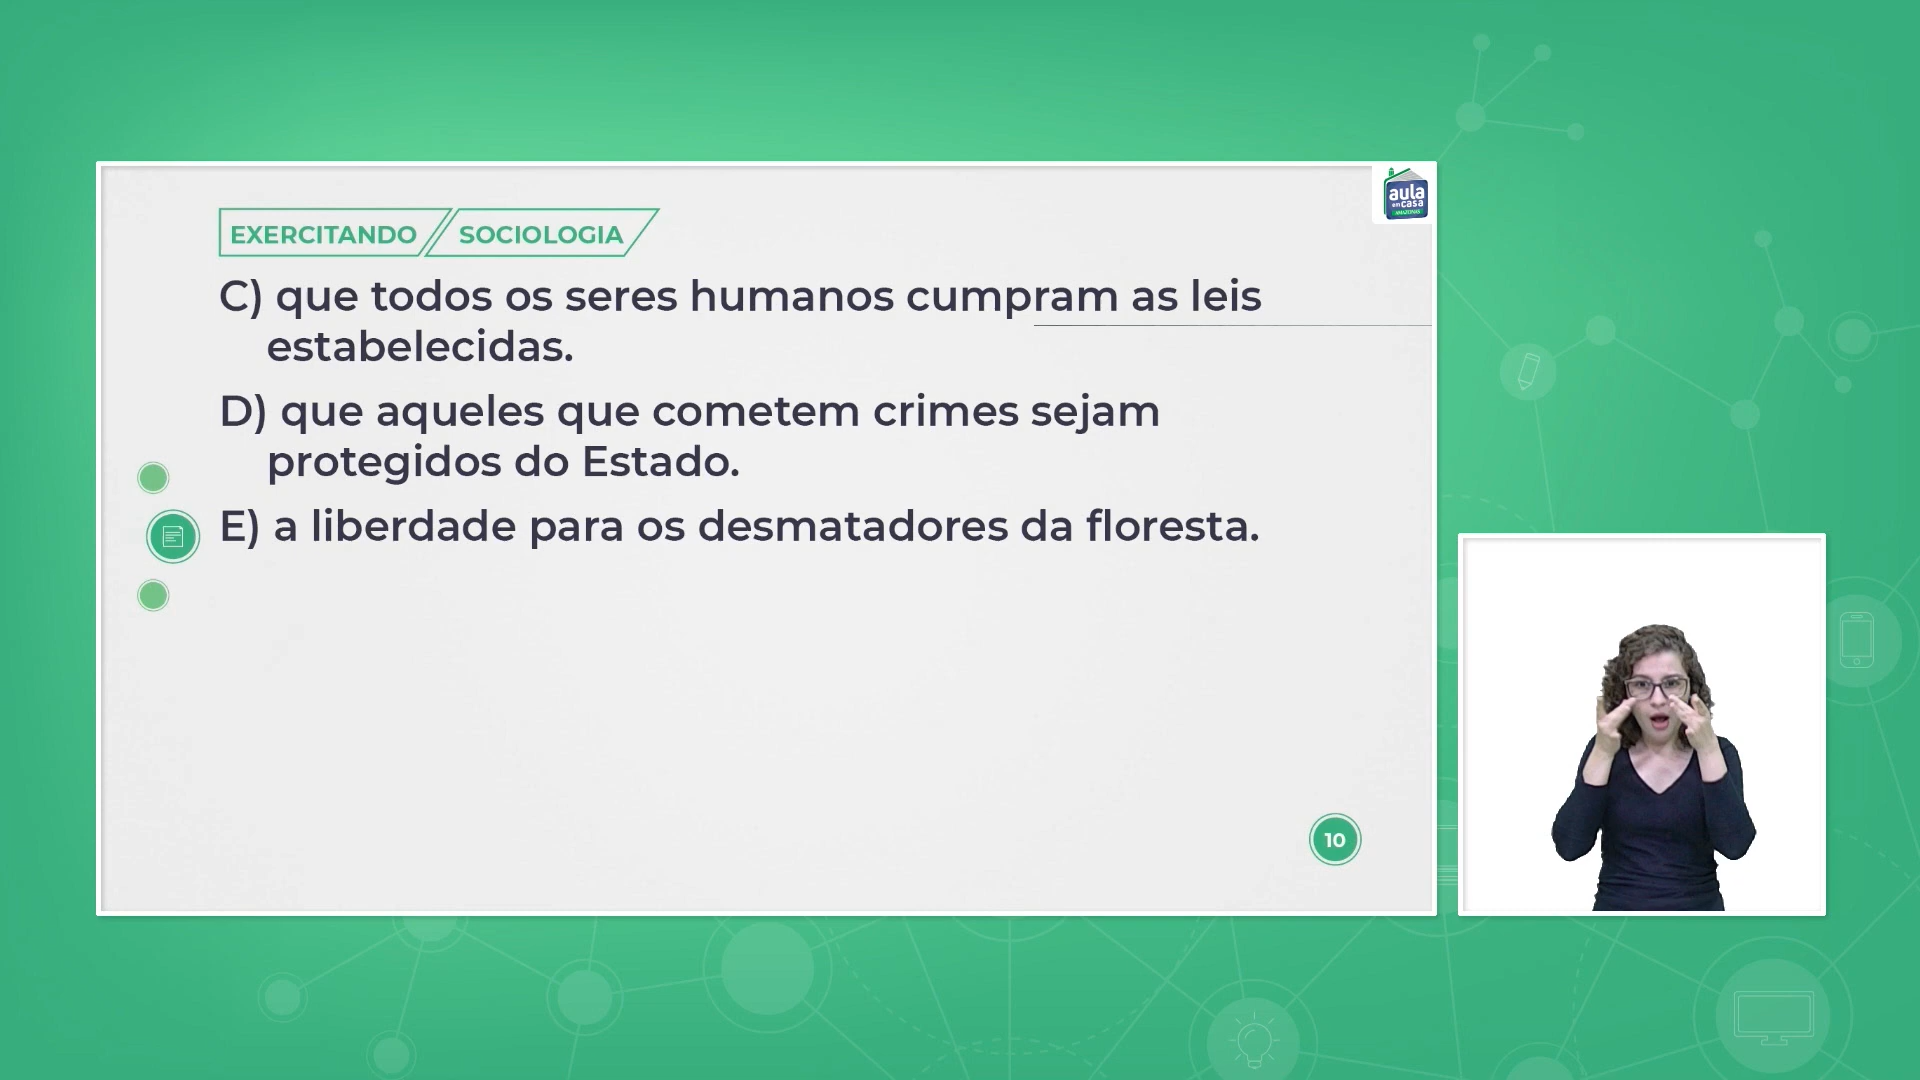 aula
em casa
AMAZONAS
EXERCITANDO SOCIOLOGIA
C) que todos os seres humanos cumpram as leis
estabelecidas.
D) que aqueles que cometem crimes sejam
protegidos do Estado.
E) a liberdade para os desmatadores da floresta.
10